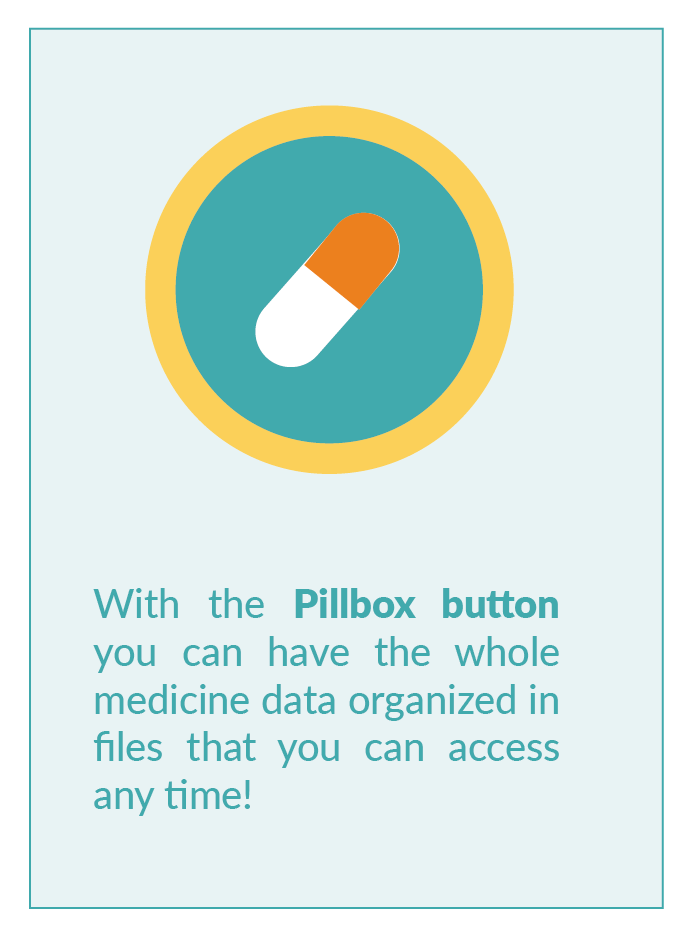 With the Pillbox button
you can have the whole
medicine data organized in
files that you can access
any time!